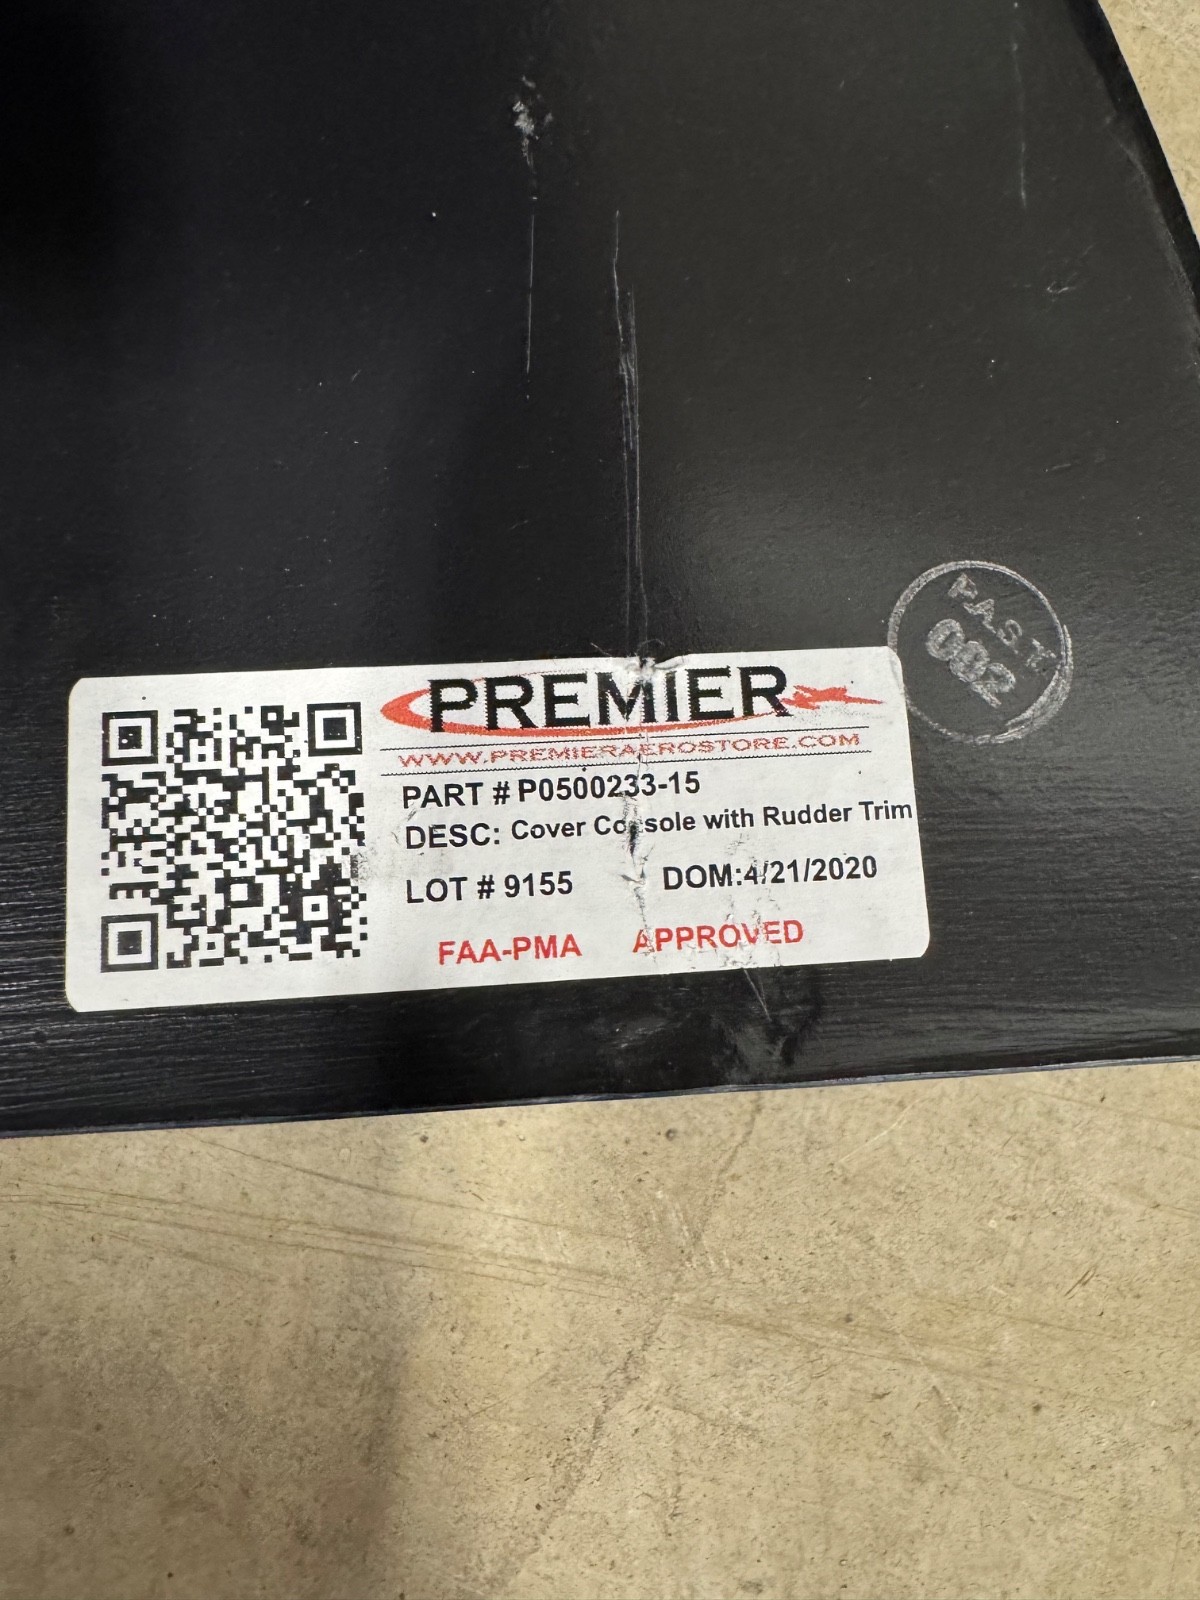 PREMIER
WWW.PREMIERAEROSTORE.COM
PART # P0500233-15
DESC: Cover Console with Rudder Trim
LOT # 9155 DOM:4/21/2020
FAA-PMA APPROVED
002